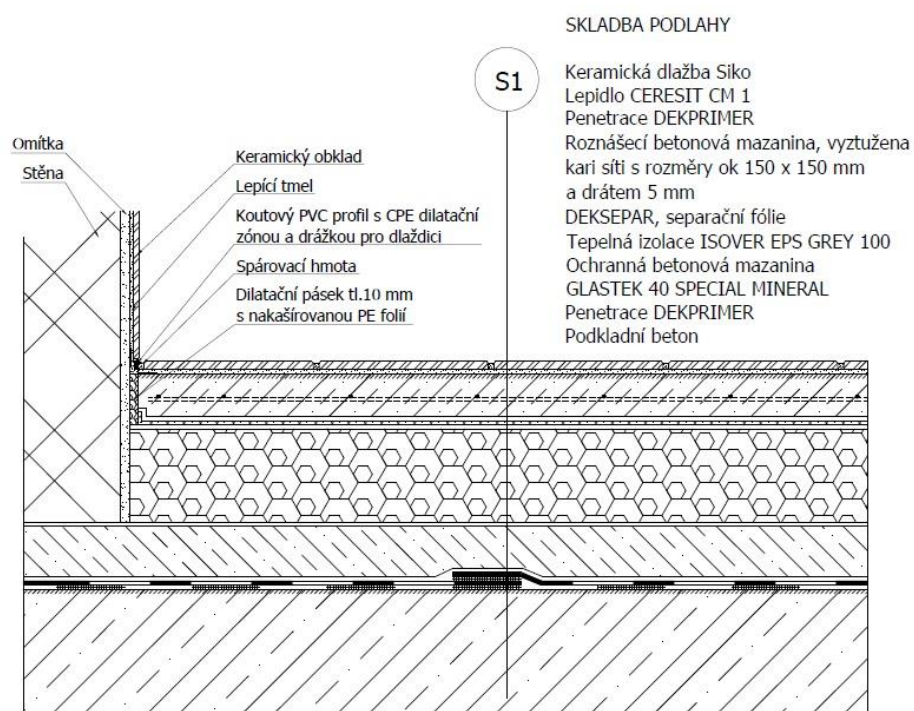 SKLADBA PODLAHY
S1
Keramická dlažba Siko
Lepidlo CERESIT CM 1
Penetrace DEKPRIMER
Roznášecí betonová mazanina, vyztužena
kari síti s rozměry ok 150 x 150 mm
a drátem 5 mm
DEKSEPAR, separační fólie
Tepelná izolace ISOVER EPS GREY 100
Ochranná betonová mazanina
GLASTEK 40 SPECIAL MINERAL
Penetrace DEKPRIMER
Podkladní beton
Omítka
Stěna
Keramický obklad
Lepící tmel
Koutový PVC profil s CPE dilatační
zónou a drážkou pro dlaždici
Spárovací hmota
Dilatační pásek tl.10 mm
s nakašírovanou PE folií